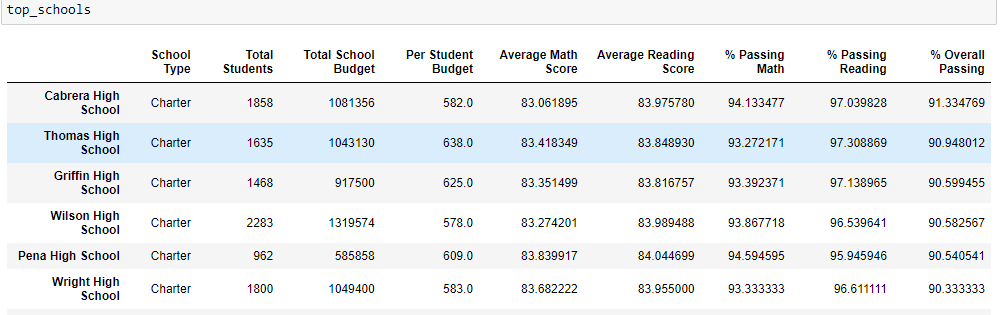 top_schools
School Type Total Students Total School Budget Per Student Budget Average Math Score Average Reading Score % Passing Math % Passing Reading % Overall Passing
Cabrera High School Charter 1858 1081356 582.0 83.061895 83.975780 94.133477 97.039828 91.334769
Thomas High School Charter 1635 1043130 638.0 83.418349 83.848930 93.272171 97.308869 90.948012
Griffin High School Charter 1468 917500 625.0 83.351499 83.816757 93.392371 97.138965 90.599455
Wilson High School Charter 2283 1319574 578.0 83.274201 83.989488 93.867718 96.539641 90.582567
Pena High School Charter 962 585858 609.0 83.839917 84.044699 94.594595 95.945946 90.540541
Wright High School Charter 1800 1049400 583.0 83.682222 83.955000 93.333333 96.611111 90.333333